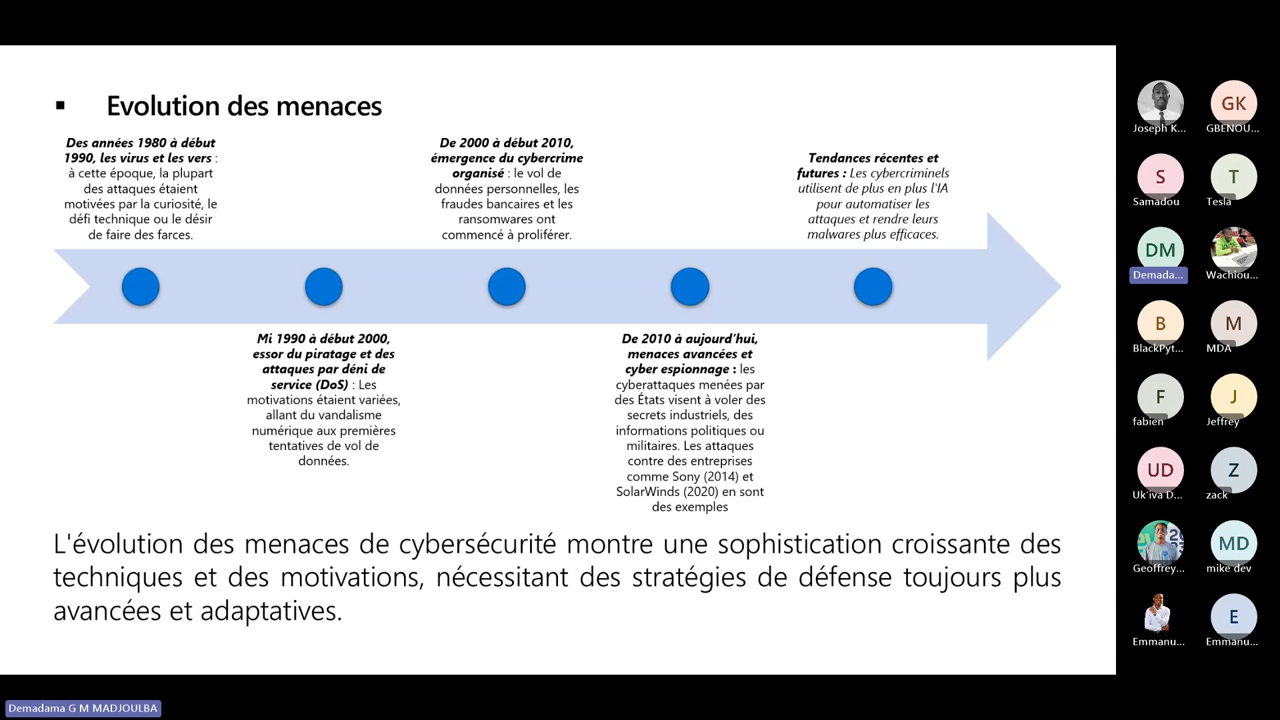 ▪ Evolution des menaces
Des années 1980 à début
1990, les virus et les vers :
à cette époque, la plupart
des attaques étaient
motivées par la curiosité, le
défi technique ou le désir
de faire des farces.
Mi 1990 à début 2000,
essor du piratage et des
attaques par déni de
service (DoS) : Les
motivations étaient variées,
allant du vandalisme
numérique aux premières
tentatives de vol de
données.
De 2000 à début 2010,
émergence du cybercrime
organisé : le vol de
données personnelles, les
fraudes bancaires et les
ransomwares ont
commencé à proliférer.
De 2010 à aujourd'hui,
menaces avancées et
cyber espionnage : les
cyberattaques menées par
des États visent à voler des
secrets industriels, des
informations politiques ou
militaires. Les attaques
contre des entreprises
comme Sony (2014) et
SolarWinds (2020) en sont
des exemples
Tendances récentes et
futures : Les cybercriminels
utilisent de plus en plus l'IA
pour automatiser les
attaques et rendre leurs
malwares plus efficaces.
L'évolution des menaces de cybersécurité montre une sophistication croissante des
techniques et des motivations, nécessitant des stratégies de défense toujours plus
avancées et adaptatives.
Joseph K...
GK
GBENOU...
S
Samadou
T
Tesla
DM
Demada...
Wachiou...
B
BlackPyt...
M
MDA
F
fabien
J
Jeffrey
UD
Uk'iva D...
Z
zack
Geoffrey...
MD
mike dev
Emmanu...
E
Emmanu...
Demadama G M MADJOULBA